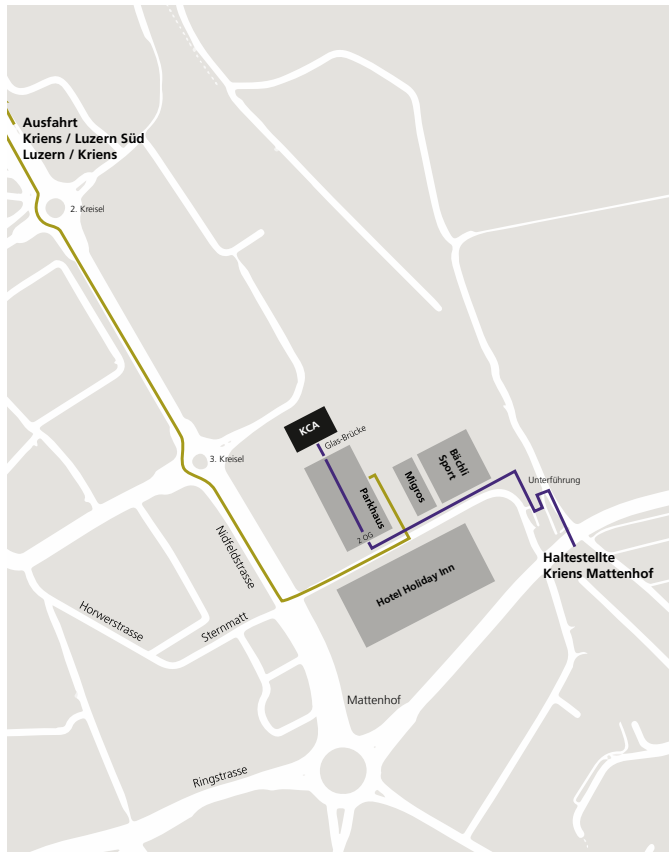 Ausfahrt
Kriens / Luzern Süd
Luzern / Kriens
2. Kreisel
KCA
Glas-Brücke
3. Kreisel
Bächli
Sport
Migros
Parkhaus
Unterführung
2.OG
Haltestellte
Kriens Mattenhof
Nidfeldstrasse
Hotel Holiday Inn
Horwerstrasse
Sternmatt
Mattenhof
Ringstrasse